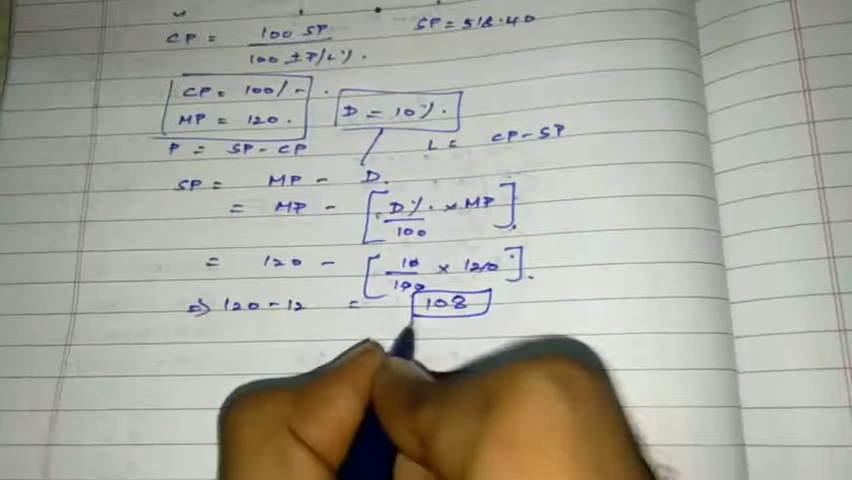 CP = 100 SP / 100 ± P/L %. SP = 518.40
CP = 100/-.
MP = 120. D = 10%.
P = SP - CP L = CP - SP
SP = MP - D.
= MP - [D% / 100 × MP].
= 120 - [10 / 100 × 120].
⇒ 120 - 12 = 108